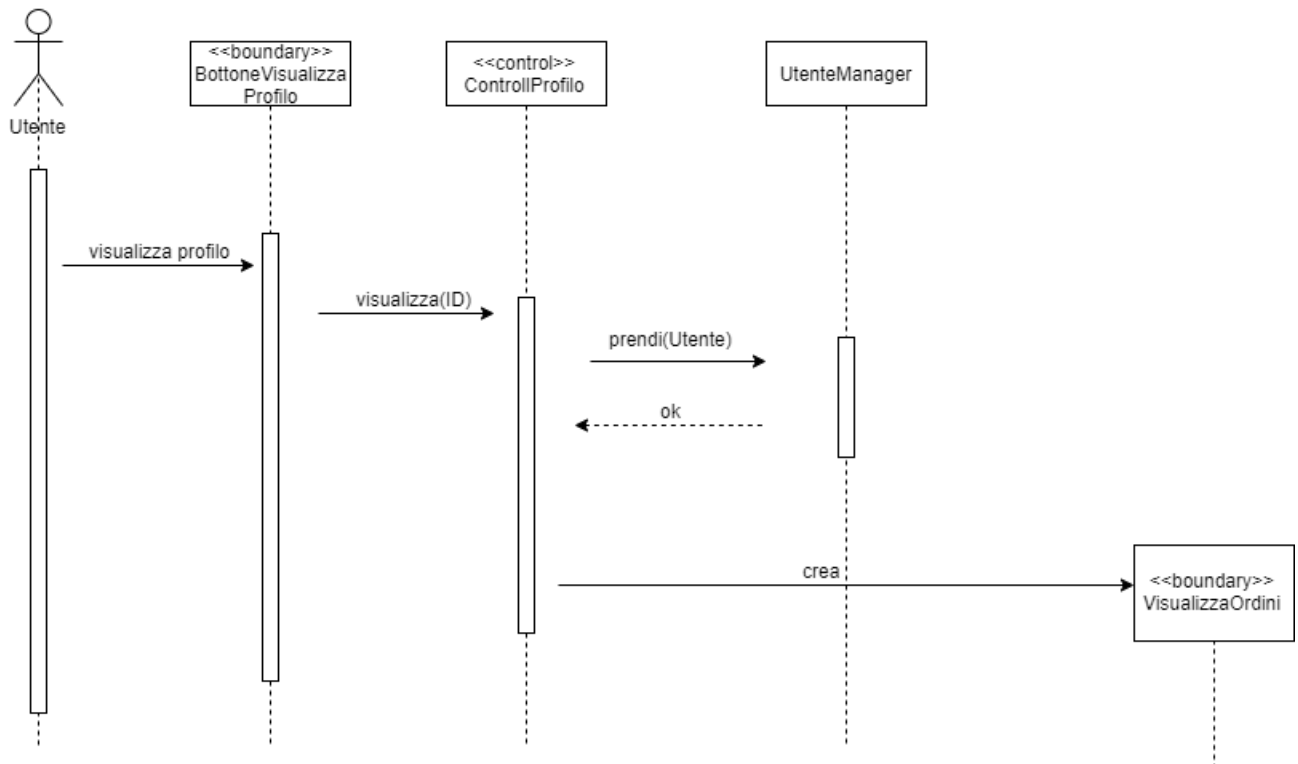 <<boundary>>
BottoneVisualizza
Profilo
<<control>>
ControllProfilo
UtenteManager
Utente
visualizza profilo
visualizza(ID)
prendi(Utente)
ok
crea
<<boundary>>
VisualizzaOrdini